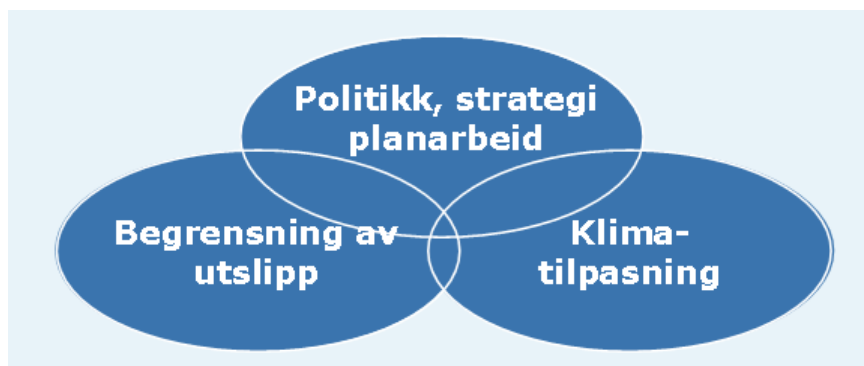 Politikk, strategi
planarbeid
Begrensning av
utslipp
Klima-
tilpasning